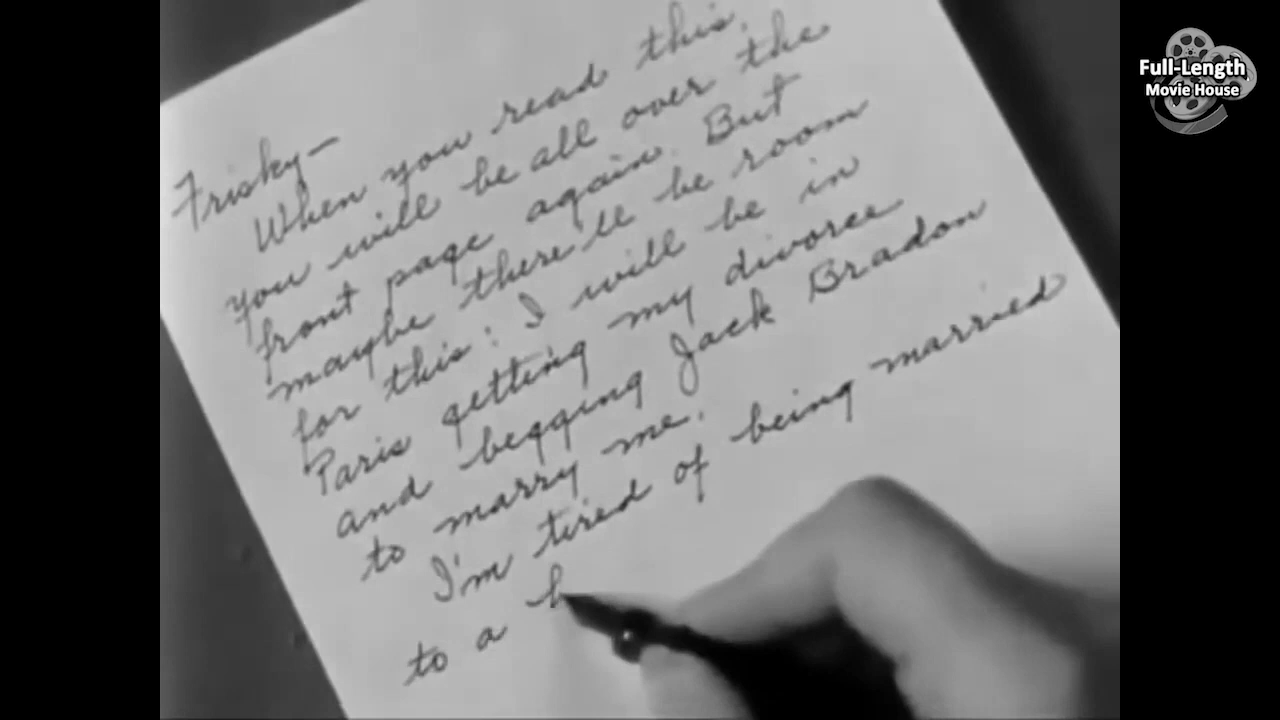 Frisky—
When you read this,
you will be all over the
front page again. But
maybe there'll be room
for this: I will be in
Paris getting my divorce
and begging Jack Bradon
to marry me.
I'm tired of being married
to a h
Full-Length
Movie House